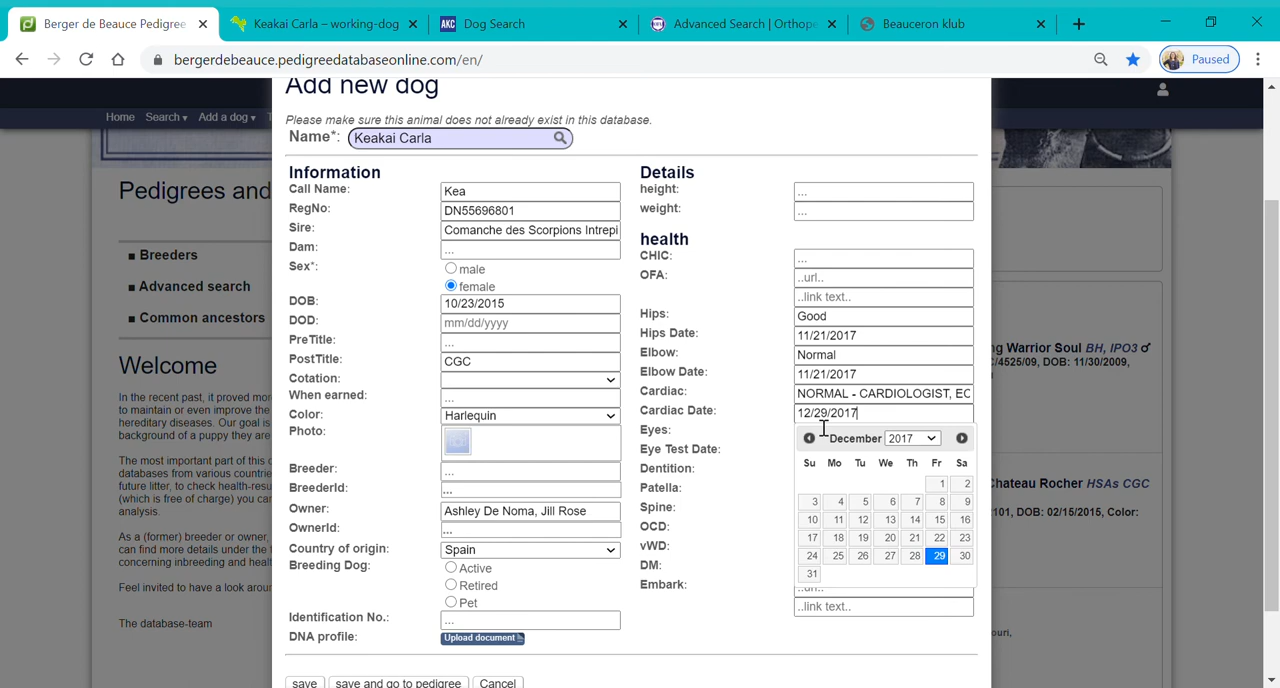 Berger de Beauce Pedigree
Keakai Carla – working-dog
AKC Dog Search
Advanced Search | Orthope
Beauceron klub
bergerdebeauce.pedigreedatabaseonline.com/en/
Paused
Home Search Add a dog
Pedigrees and
Breeders
Advanced search
Common ancestors
Welcome
In the recent past, it proved mor
to maintain or even improve the
hereditary diseases. Our goal is
background of a puppy they are
The most important part of this
databases from various countrie
future litter, to check health-resu
(which is free of charge) you can
analysis.
As a (former) breeder or owner,
can find more details under the
concerning inbreeding and healt
Feel invited to have a look aroun
The database-team
Add new dog
Please make sure this animal does not already exist in this database.
Name*: Keakai Carla
Information
Call Name: Kea
RegNo: DN55696801
Sire: Comanche des Scorpions Intrepi
Dam: ...
Sex*: male
female
DOB: 10/23/2015
DOD: mm/dd/yyyy
PreTitle: ...
PostTitle: CGC
Cotation:
When earned: ...
Color: Harlequin
Photo:
Breeder: ...
BreederId: ...
Owner: Ashley De Noma, Jill Rose
OwnerId: ...
Country of origin: Spain
Breeding Dog: Active
Retired
Pet
Identification No.: ...
DNA profile: Upload document
save save and go to pedigree Cancel
Details
height: ...
weight: ...
health
CHIC: ...
OFA: ..url..
..link text..
Hips: Good
Hips Date: 11/21/2017
Elbow: Normal
Elbow Date: 11/21/2017
Cardiac: NORMAL - CARDIOLOGIST, EC
Cardiac Date: 12/29/2017
Eyes:
Eye Test Date:
Dentition:
Patella:
Spine:
OCD:
vWD:
DM:
Embark: ..url..
..link text..
December 2017
Su Mo Tu We Th Fr Sa
1 2
3 4 5 6 7 8 9
10 11 12 13 14 15 16
17 18 19 20 21 22 23
24 25 26 27 28 29 30
31
ng Warrior Soul BH, IPO3 ♂
C/4525/09, DOB: 11/30/2009,
Chateau Rocher HSAs CGC
101, DOB: 02/15/2015, Color:
ouri,